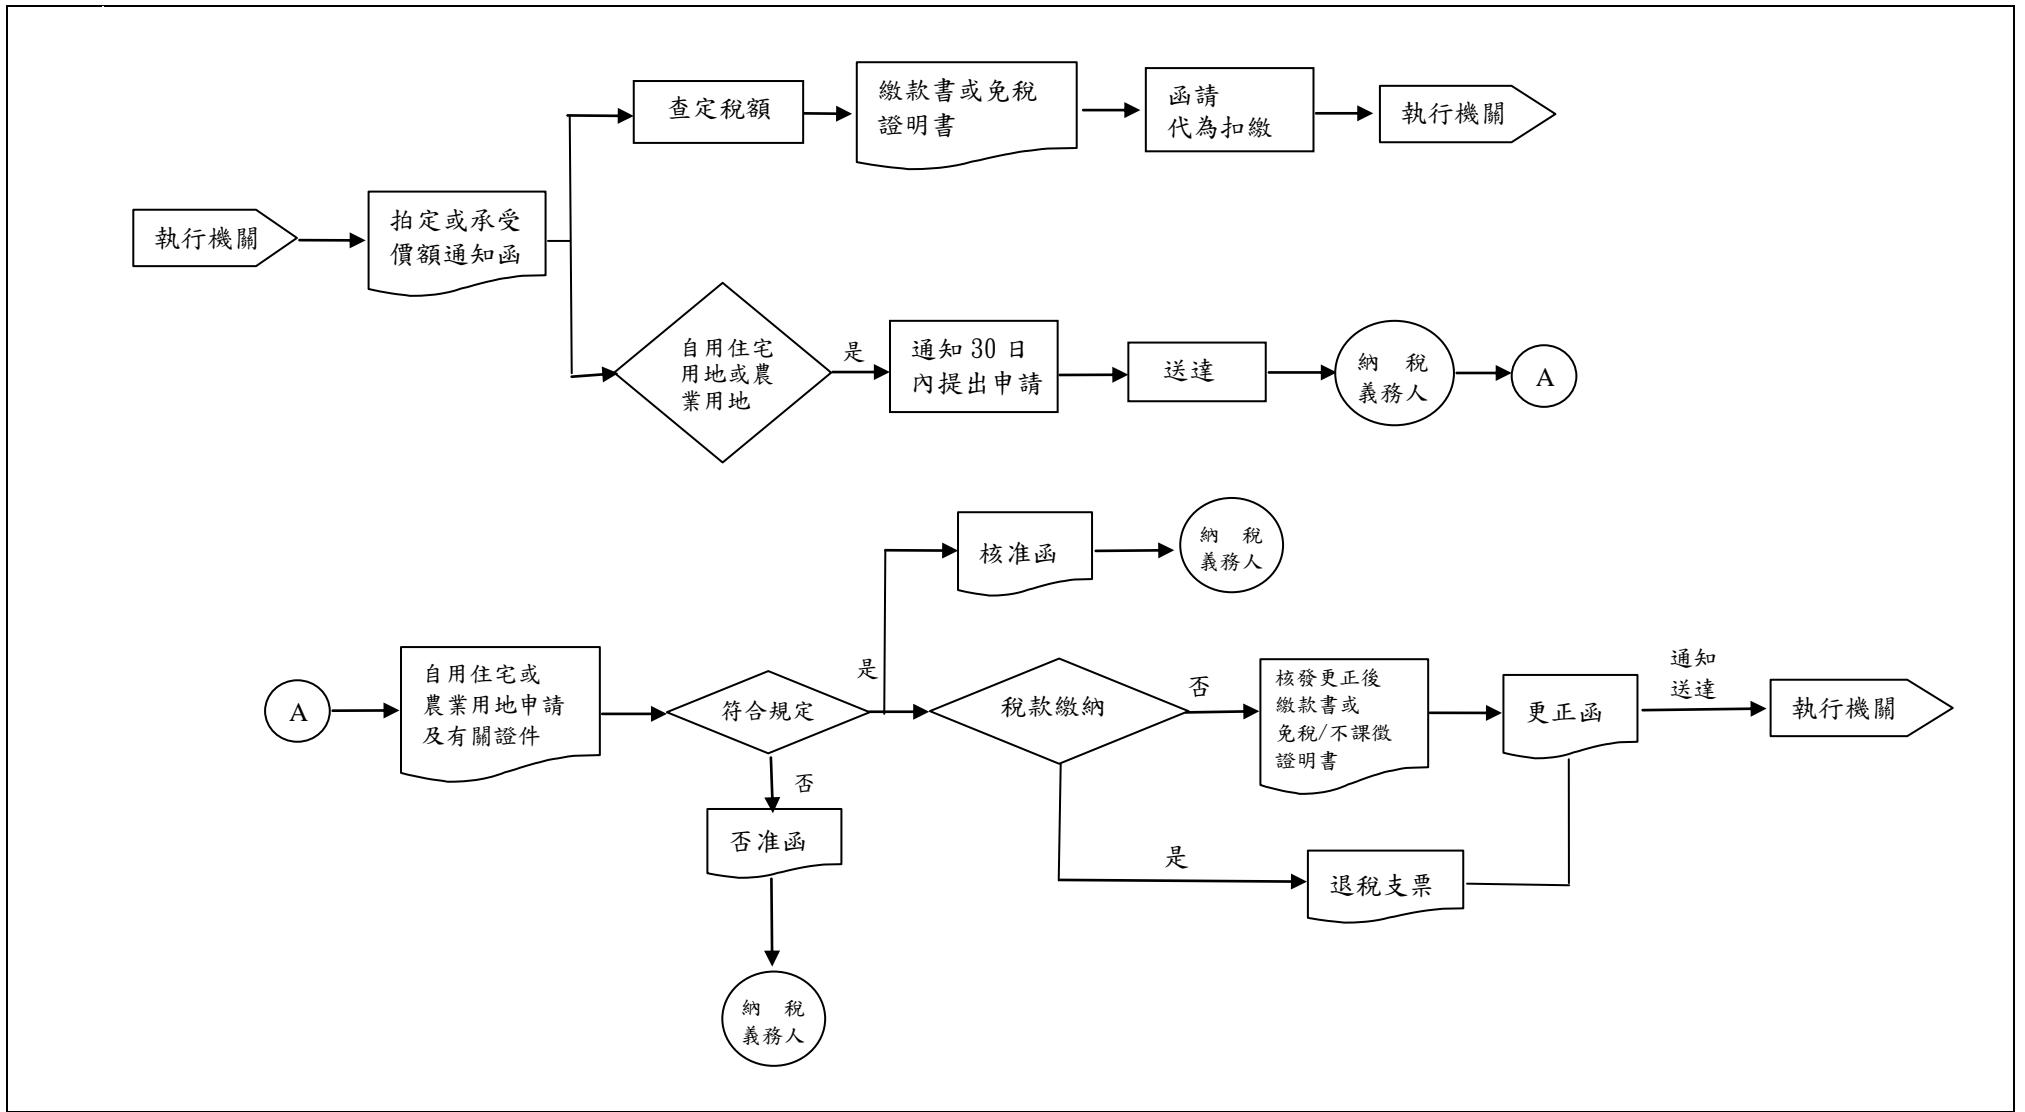 查定稅額
繳款書或免稅
證明書
函請
代為扣繳
執行機關
執行機關
拍定或承受
價額通知函
自用住宅
用地或農
業用地
是
通知 30 日
內提出申請
送達
納　稅
義務人
A
核准函
納　稅
義務人
A
自用住宅或
農業用地申請
及有關證件
符合規定
是
稅款繳納
否
核發更正後
繳款書或
免稅/不課徵
證明書
更正函
通知
送達
執行機關
否
否准函
是
退稅支票
納　稅
義務人